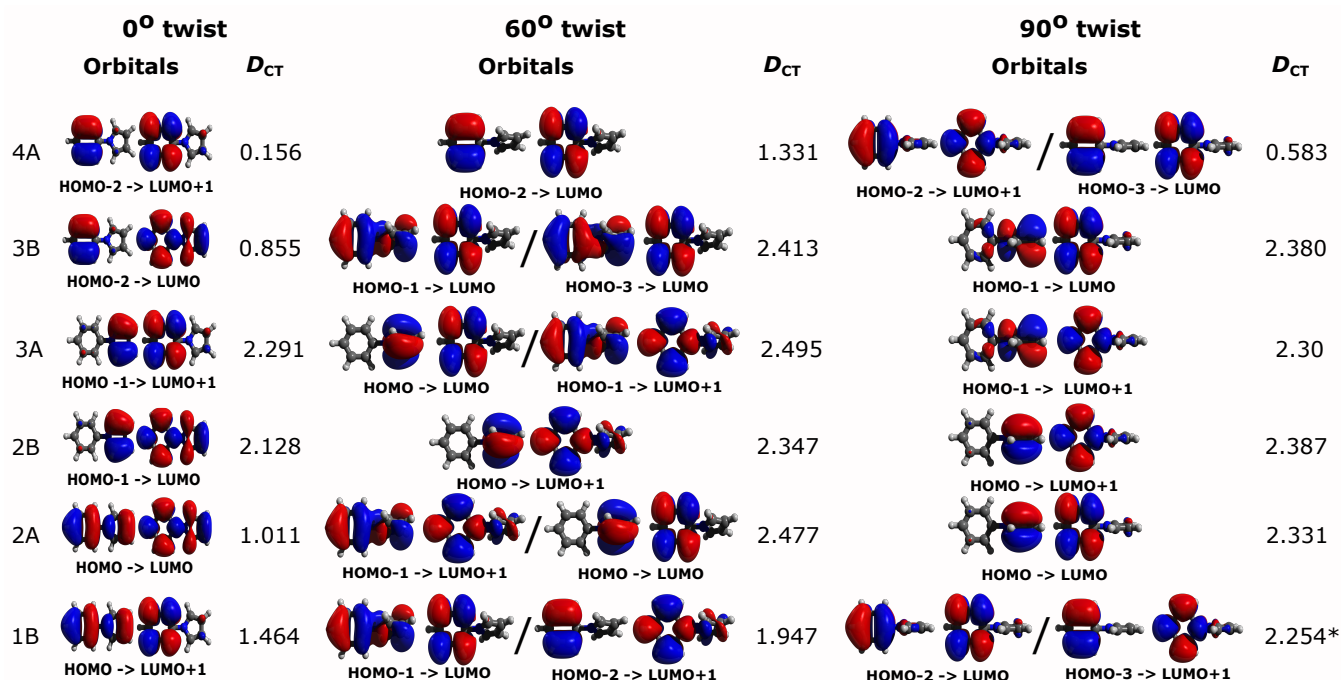 0º twist 60º twist 90º twist
Orbitals DCT Orbitals DCT Orbitals DCT
4A 0.156 1.331 / 0.583
HOMO-2 -> LUMO+1 HOMO-2 -> LUMO HOMO-2 -> LUMO+1 HOMO-3 -> LUMO
3B 0.855 / 2.413 2.380
HOMO-2 -> LUMO HOMO-1 -> LUMO HOMO-3 -> LUMO HOMO-1 -> LUMO
3A 2.291 / 2.495 2.30
HOMO -1-> LUMO+1 HOMO -> LUMO HOMO-1 -> LUMO+1 HOMO-1 -> LUMO+1
2B 2.128 2.347 2.387
HOMO-1 -> LUMO HOMO -> LUMO+1 HOMO -> LUMO+1
2A 1.011 / 2.477 2.331
HOMO -> LUMO HOMO-1 -> LUMO+1 HOMO -> LUMO HOMO -> LUMO
1B 1.464 / 1.947 / 2.254*
HOMO -> LUMO+1 HOMO-1 -> LUMO HOMO-2 -> LUMO+1 HOMO-2 -> LUMO HOMO-3 -> LUMO+1